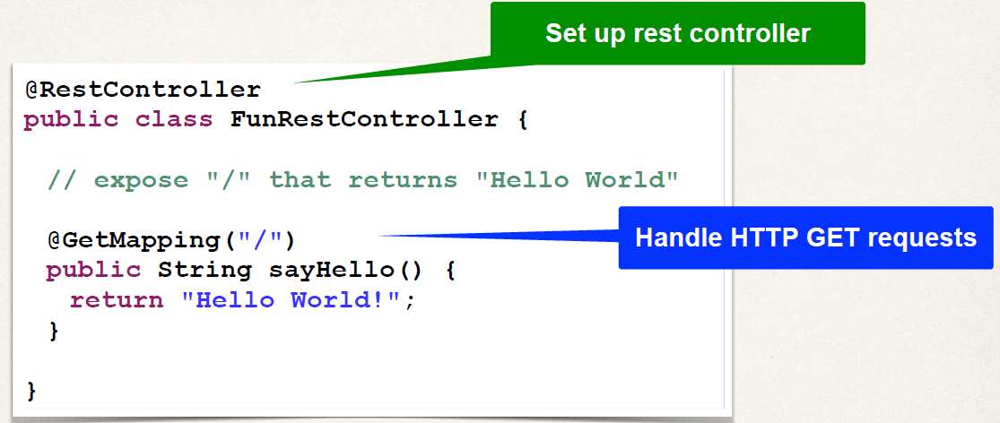 Set up rest controller
@RestController
public class FunRestController {
// expose "/" that returns "Hello World"
@GetMapping("/")
Handle HTTP GET requests
public String sayHello() {
return "Hello World!";
}
}